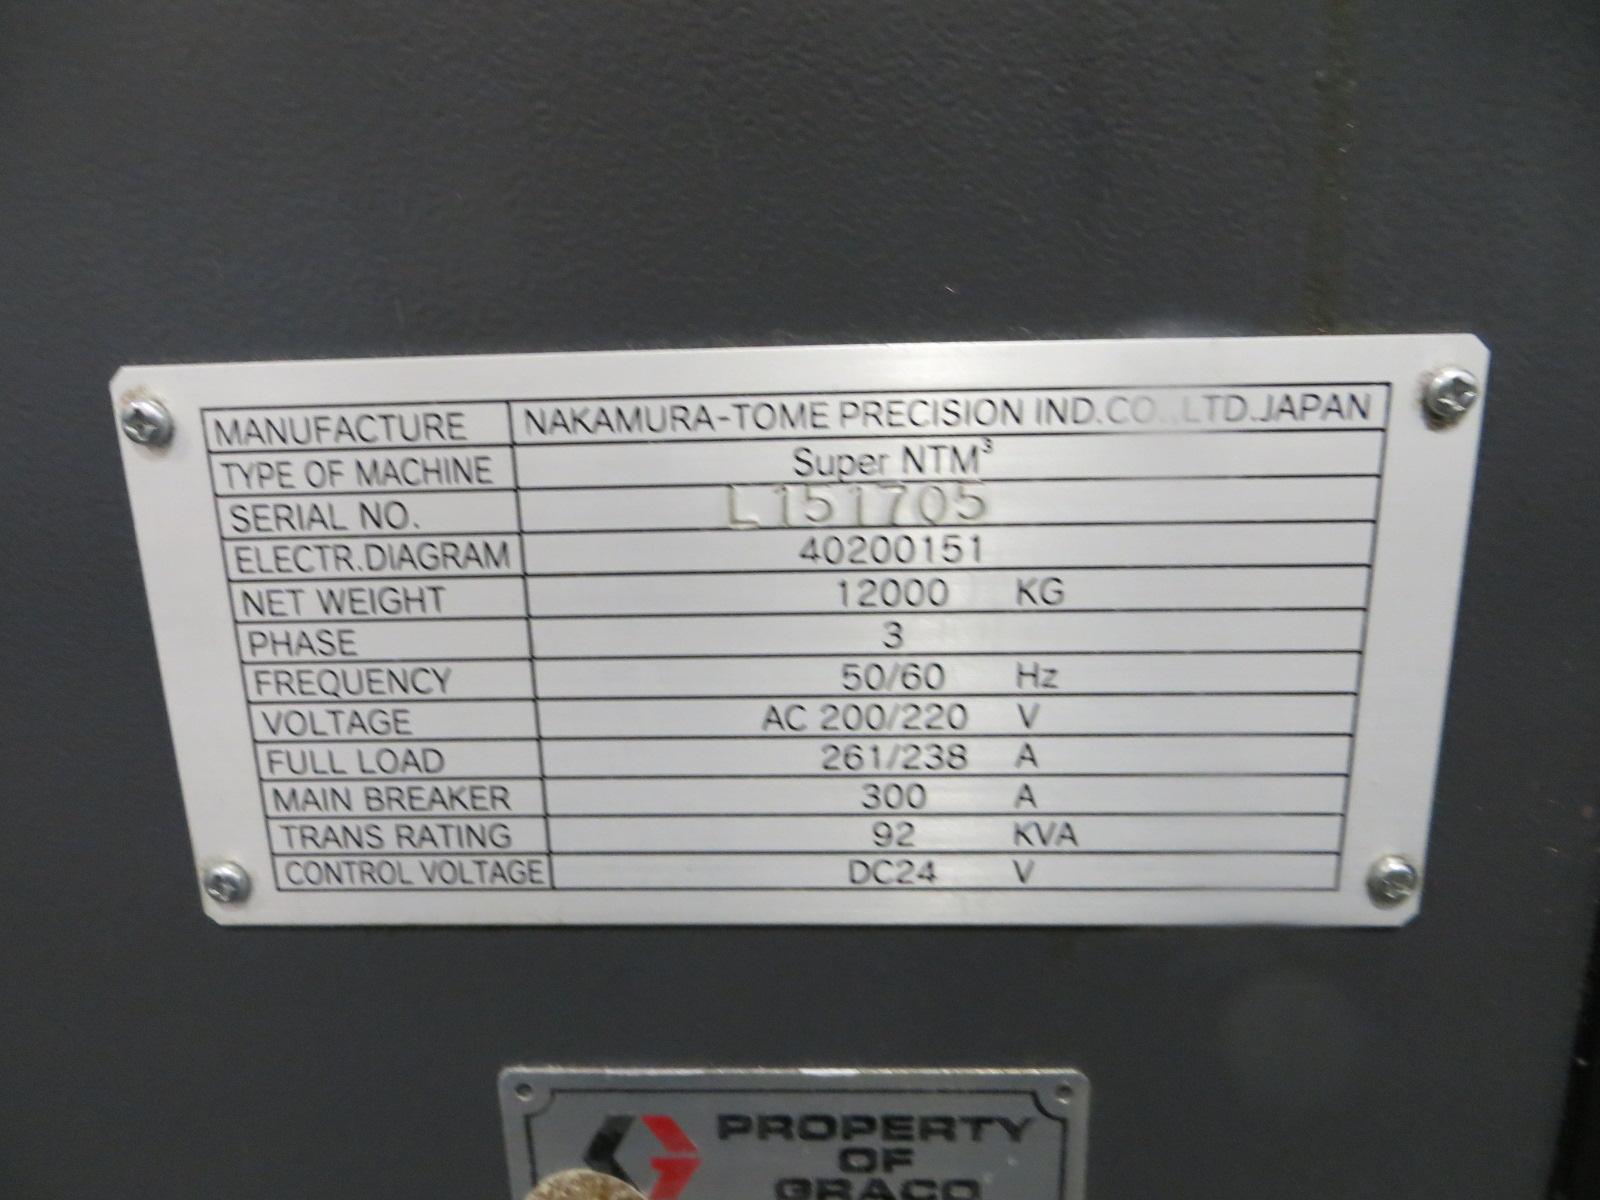 MANUFACTURE NAKAMURA-TOME PRECISION IND.CO.,LTD.JAPAN
TYPE OF MACHINE Super NTM³
SERIAL NO. L151705
ELECTR.DIAGRAM 40200151
NET WEIGHT 12000 KG
PHASE 3
FREQUENCY 50/60 Hz
VOLTAGE AC 200/220 V
FULL LOAD 261/238 A
MAIN BREAKER 300 A
TRANS RATING 92 KVA
CONTROL VOLTAGE DC24 V
PROPERTY
OF
GRACO